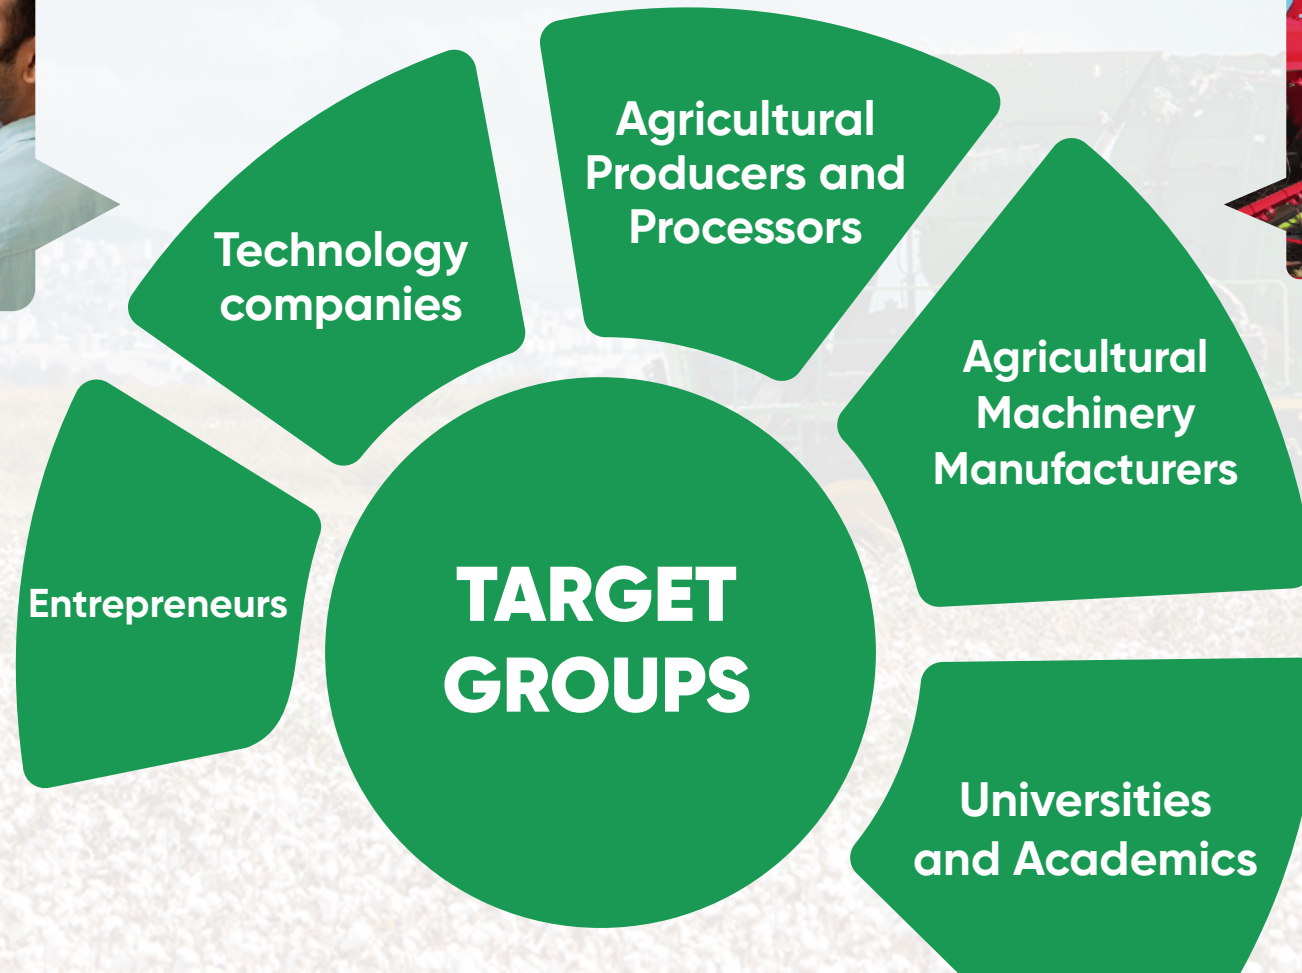 Agricultural
Producers and
Processors
Technology
companies
Agricultural
Machinery
Manufacturers
Entrepreneurs
TARGET
GROUPS
Universities
and Academics